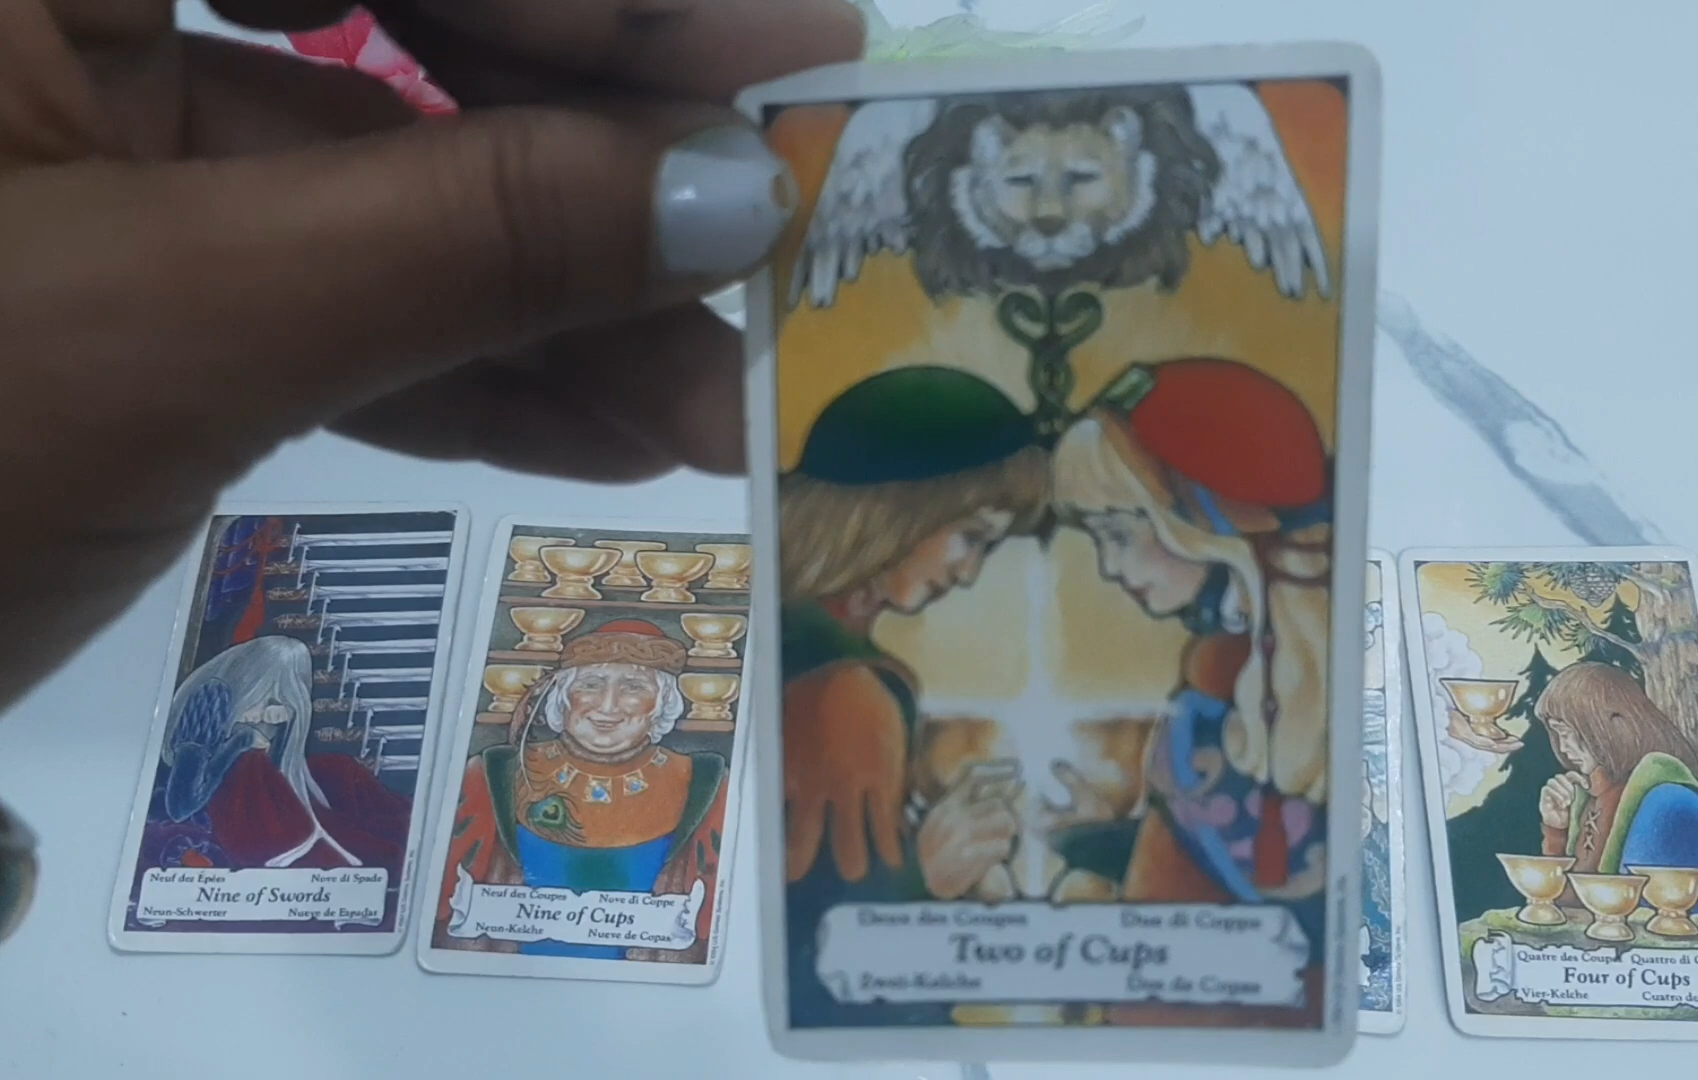 Neuf des Épées Nove di Spade
Nine of Swords
Neun-Schwerter Nueve de Espadas
Neuf des Coupes Nove di Coppe
Nine of Cups
Neun-Kelche Nueve de Copas
Deux des Coupes Due di Coppe
Two of Cups
Zwei-Kelche Dos de Copas
Quatre des Coupes Quattro di
Four of Cups
Vier-Kelche Cuatro de